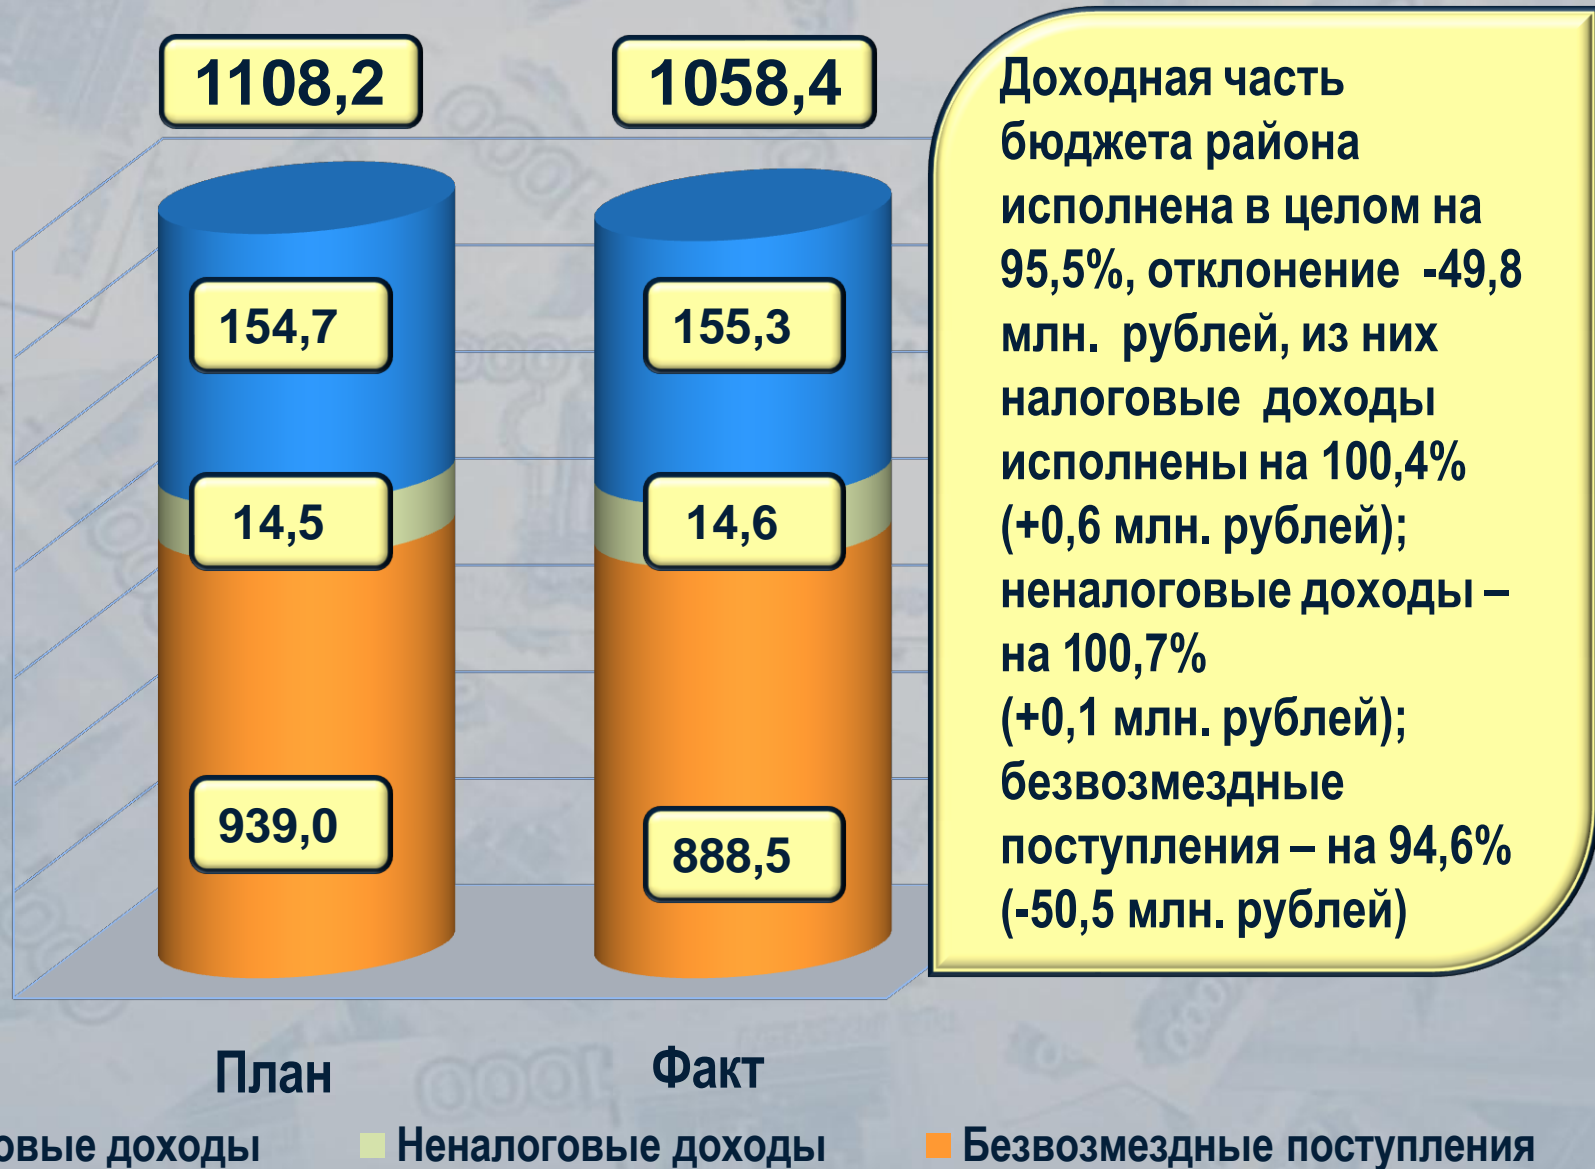 1108,2
1058,4
154,7
155,3
14,5
14,6
939,0
888,5
План
Факт
Доходная часть
бюджета района
исполнена в целом на
95,5%, отклонение -49,8
млн. рублей, из них
налоговые доходы
исполнены на 100,4%
(+0,6 млн. рублей);
неналоговые доходы –
на 100,7%
(+0,1 млн. рублей);
безвозмездные
поступления – на 94,6%
(-50,5 млн. рублей)
овые доходы
Неналоговые доходы
Безвозмездные поступления